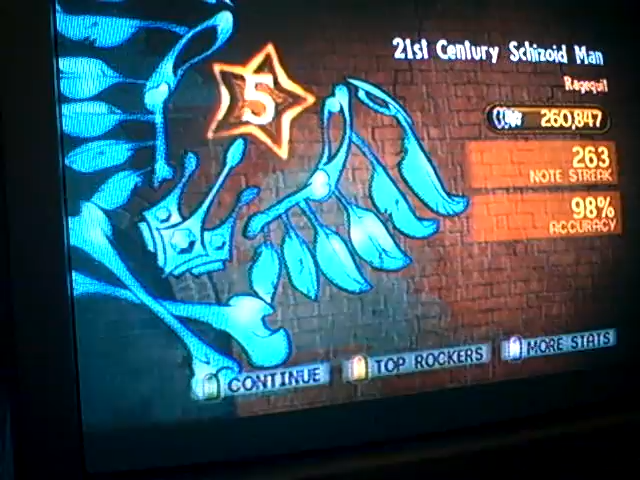 21st Century Schizoid Man
Ragequit
5
260,847
263
NOTE STREAK
98%
ACCURACY
CONTINUE
TOP ROCKERS
MORE STATS